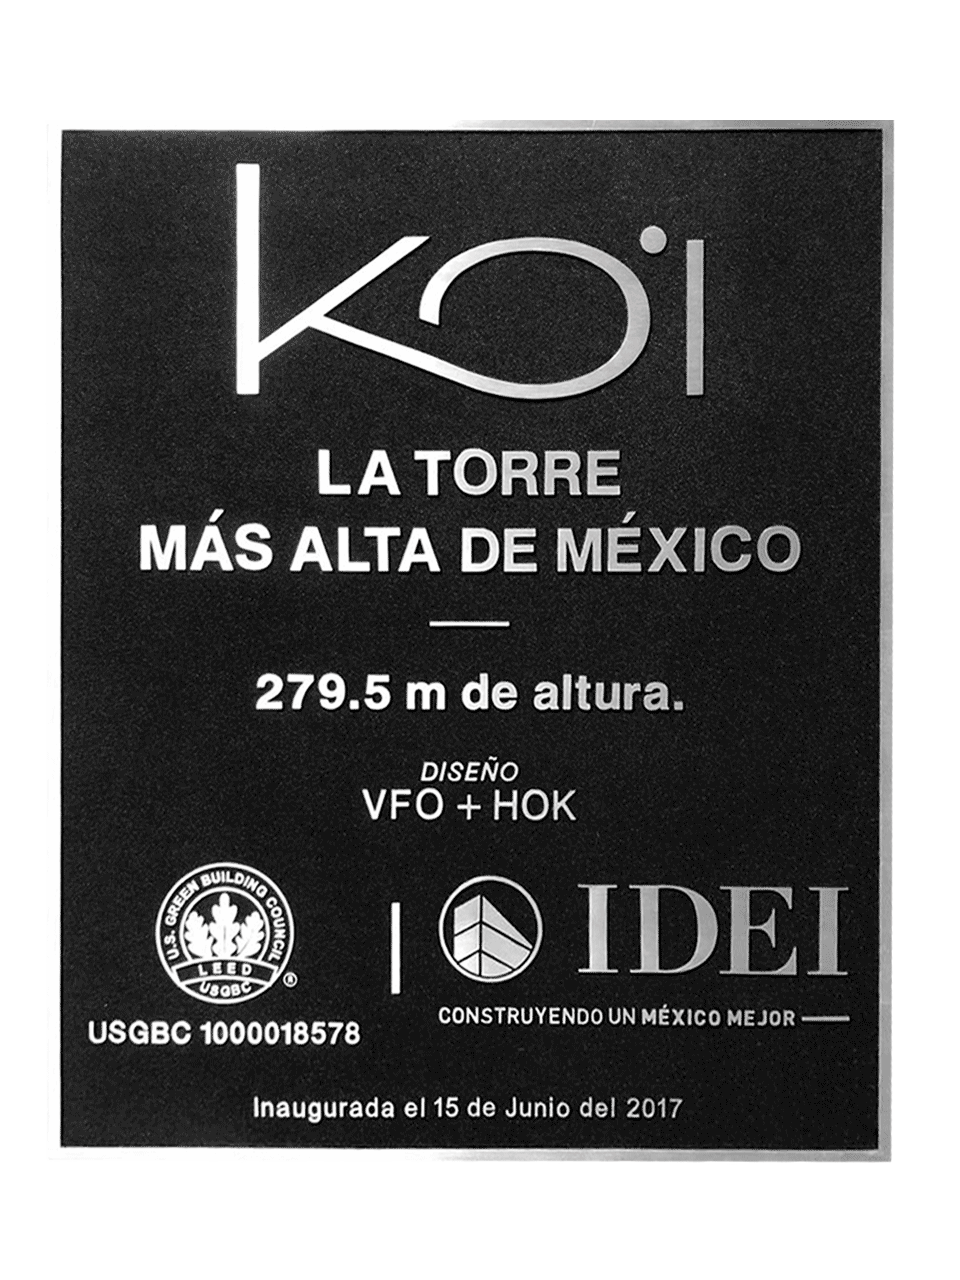 Koi
LA TORRE
MÁS ALTA DE MÉXICO
279.5 m de altura.
DISEÑO
VFO + HOK
U.S. GREEN BUILDING COUNCIL
LEED
USGBC
®
USGBC 1000018578
IDEI
CONSTRUYENDO UN MÉXICO MEJOR
Inaugurada el 15 de Junio del 2017